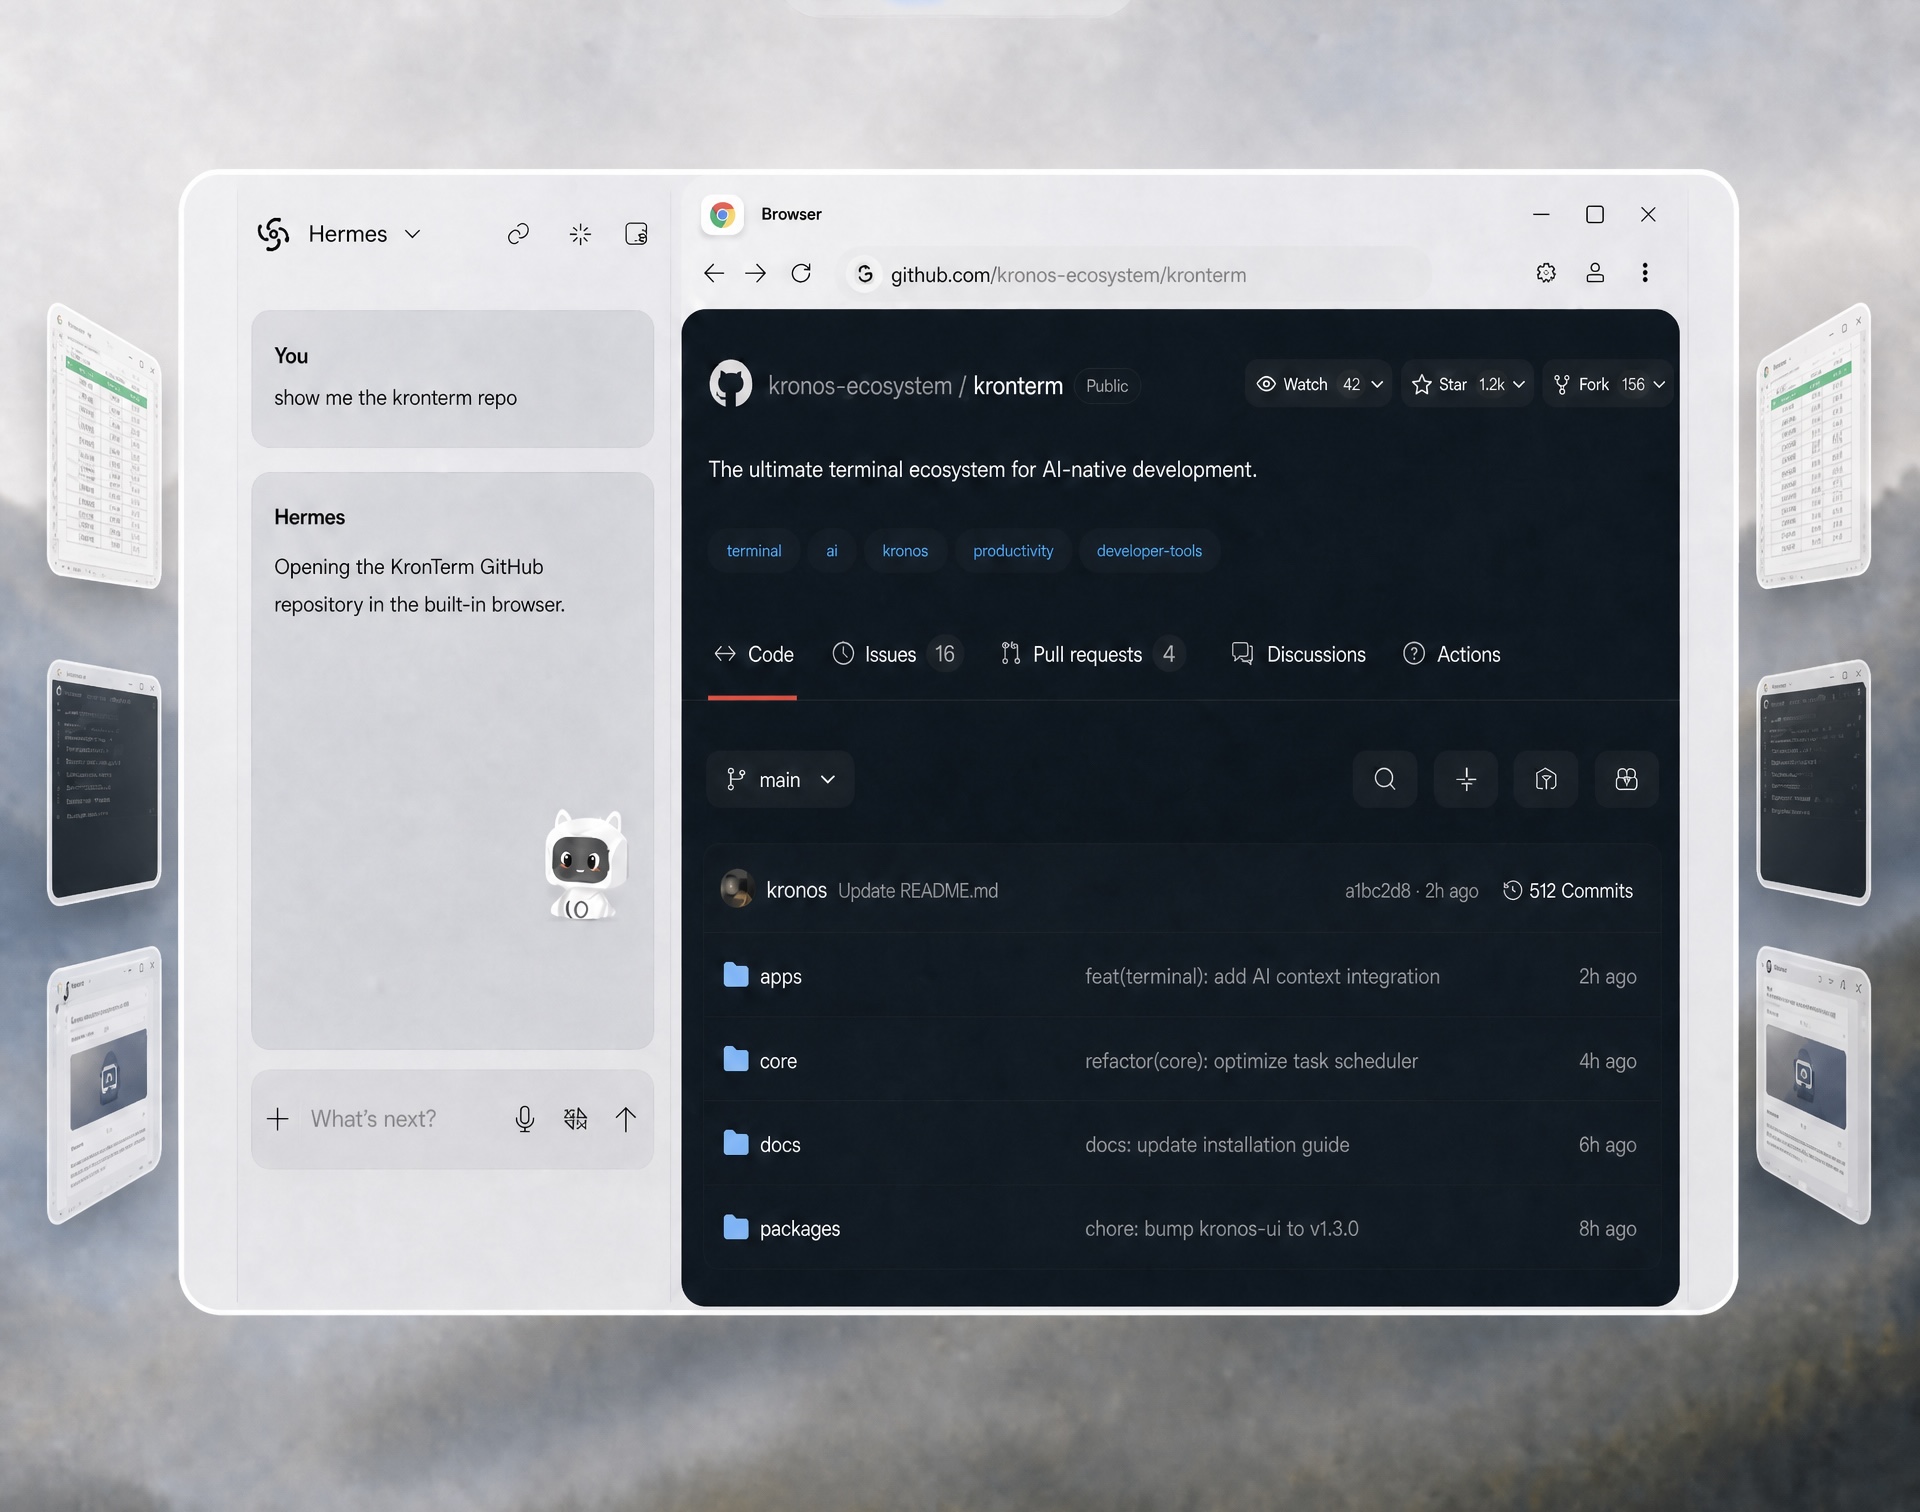 Hermes
You
show me the kronterm repo
Hermes
Opening the KronTerm GitHub
repository in the built-in browser.
What's next?
Browser
github.com/kronos-ecosystem/kronterm
kronos-ecosystem / kronterm Public
Watch 42 Star 1.2k Fork 156
The ultimate terminal ecosystem for AI-native development.
terminal ai kronos productivity developer-tools
Code Issues 16 Pull requests 4 Discussions Actions
main
kronos Update README.md a1bc2d8 · 2h ago 512 Commits
apps feat(terminal): add AI context integration 2h ago
core refactor(core): optimize task scheduler 4h ago
docs docs: update installation guide 6h ago
packages chore: bump kronos-ui to v1.3.0 8h ago